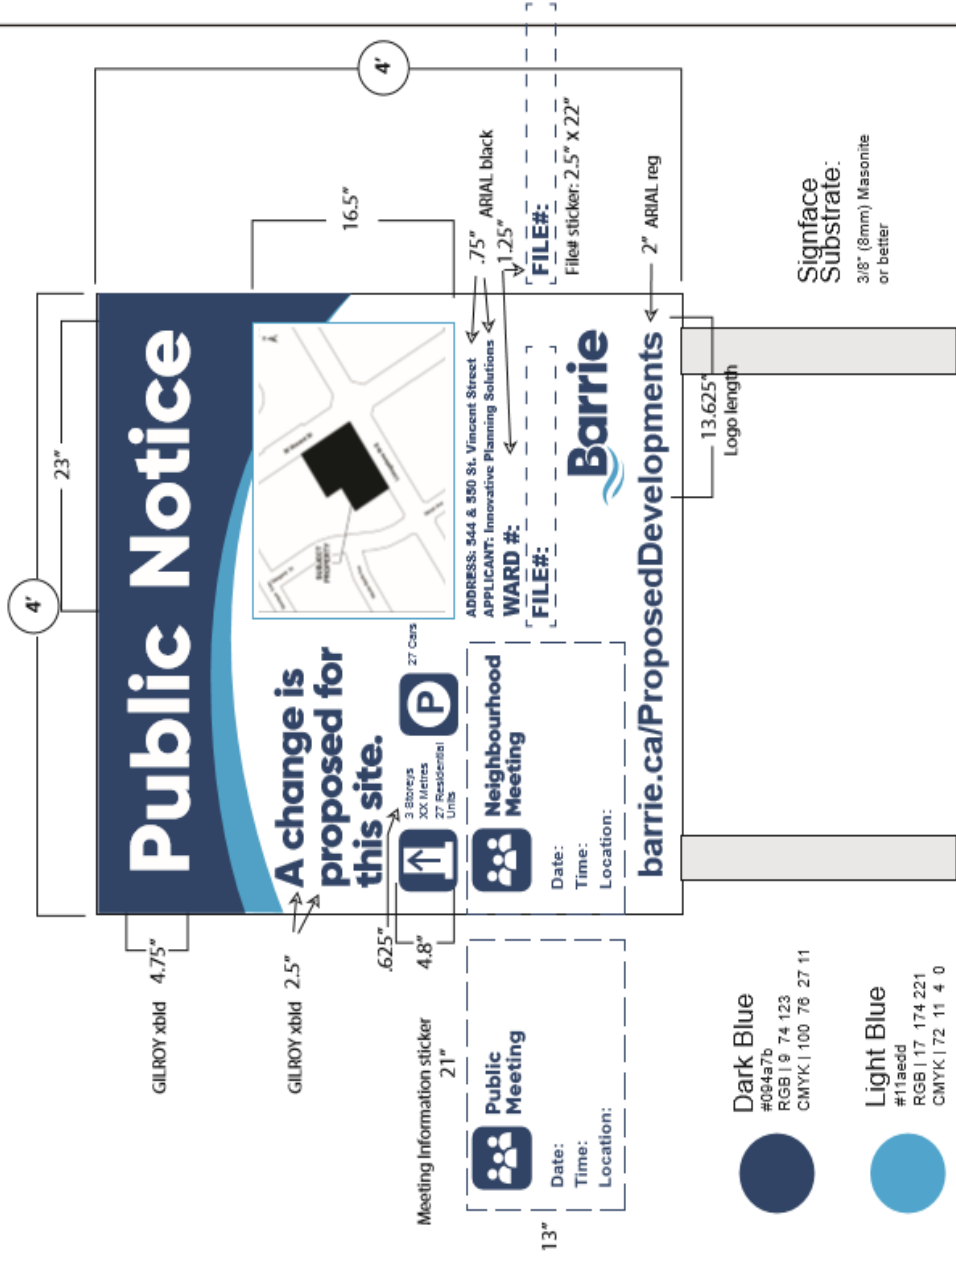 4'
4'
23"
16.5"
Public Notice
GILROY xbld 4.75"
A change is
proposed for
this site.
GILROY xbld 2.5"
SUBJECT
PROPERTY
3 Storeys
XX Metres
27 Residential
Units
P
27 Cars
.625"
4.8"
ADDRESS: 544 & 550 St. Vincent Street
APPLICANT: Innovative Planning Solutions
WARD #:
FILE#:
.75"
ARIAL black
1.25"
FILE#:
File# sticker: 2.5" x 22"
Meeting Information sticker
21"
13"
Public
Meeting
Date:
Time:
Location:
Neighbourhood
Meeting
Date:
Time:
Location:
Barrie
barrie.ca/ProposedDevelopments
2" ARIAL reg
13.625"
Logo length
Signface
Substrate:
3/8" (8mm) Masonite
or better
Dark Blue
#094a7b
RGB | 9 74 123
CMYK | 100 76 27 11
Light Blue
#11aedd
RGB | 17 174 221
CMYK | 72 11 4 0